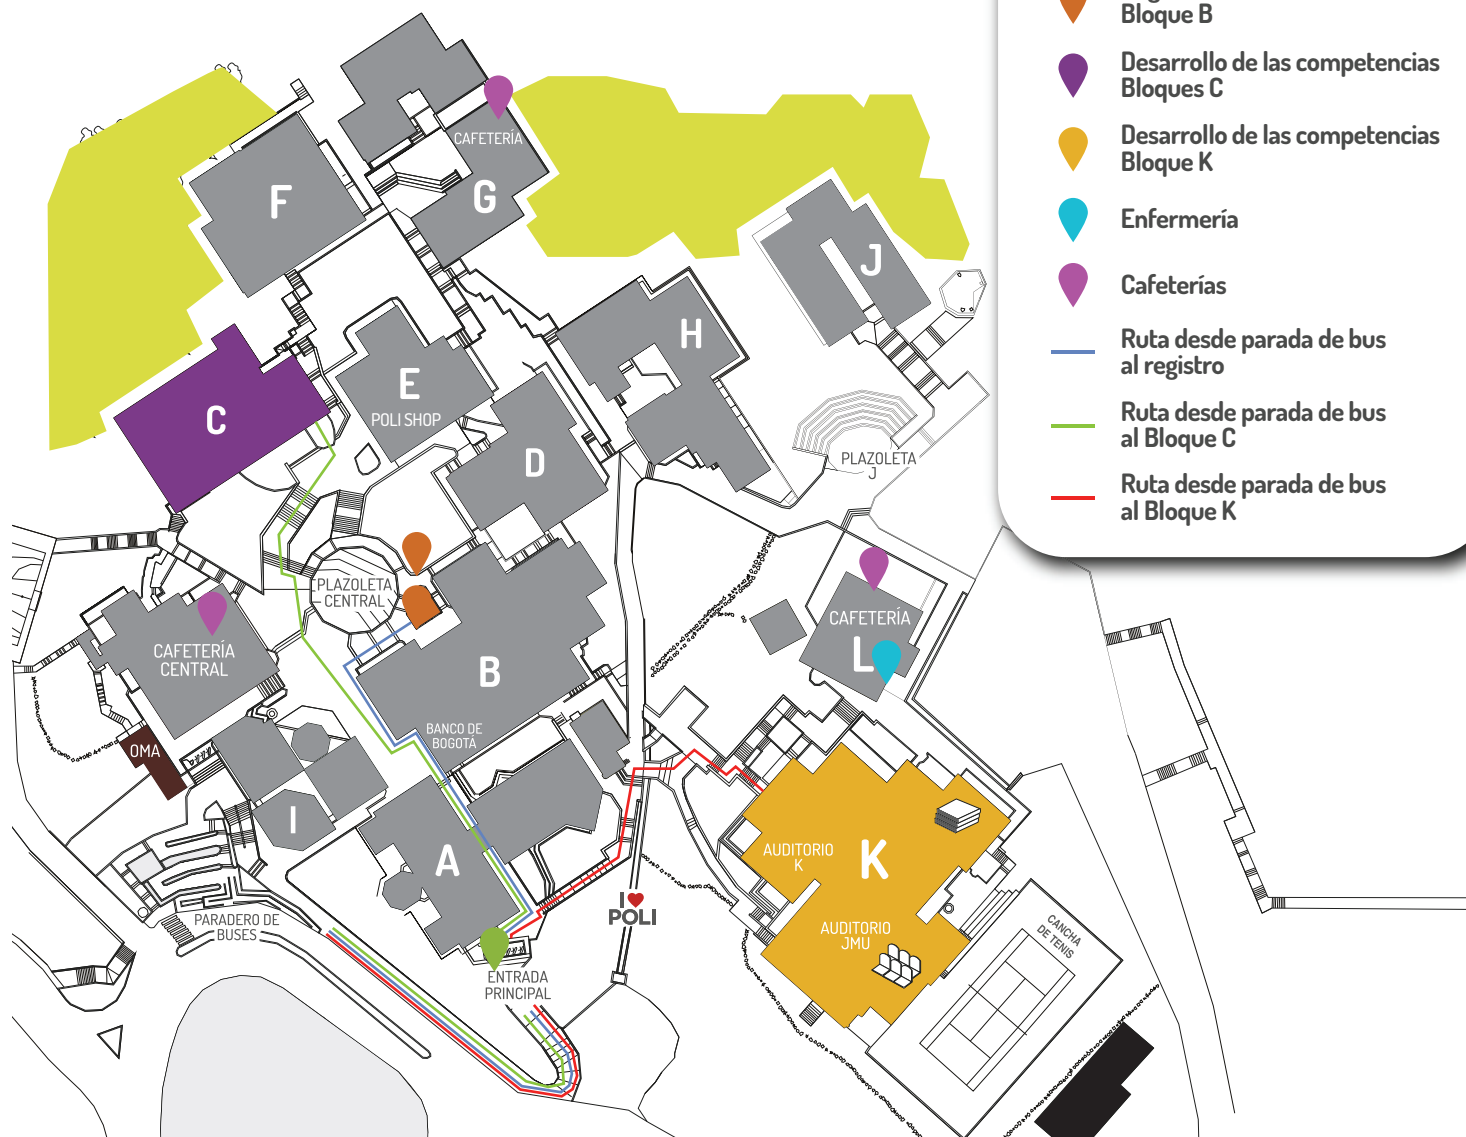 Bloque B
Desarrollo de las competencias
Bloques C
Desarrollo de las competencias
Bloque K
Enfermería
Cafeterías
Ruta desde parada de bus
al registro
Ruta desde parada de bus
al Bloque C
Ruta desde parada de bus
al Bloque K
CAFETERÍA
G
F
J
H
E
POLI SHOP
C
D
PLAZOLETA
J
PLAZOLETA
CENTRAL
CAFETERÍA
L
CAFETERÍA
CENTRAL
B
BANCO DE
BOGOTÁ
OMA
I
A
AUDITORIO
K
K
I
POLI
PARADERO DE
BUSES
AUDITORIO
JMU
CANCHA
DE TENIS
ENTRADA
PRINCIPAL